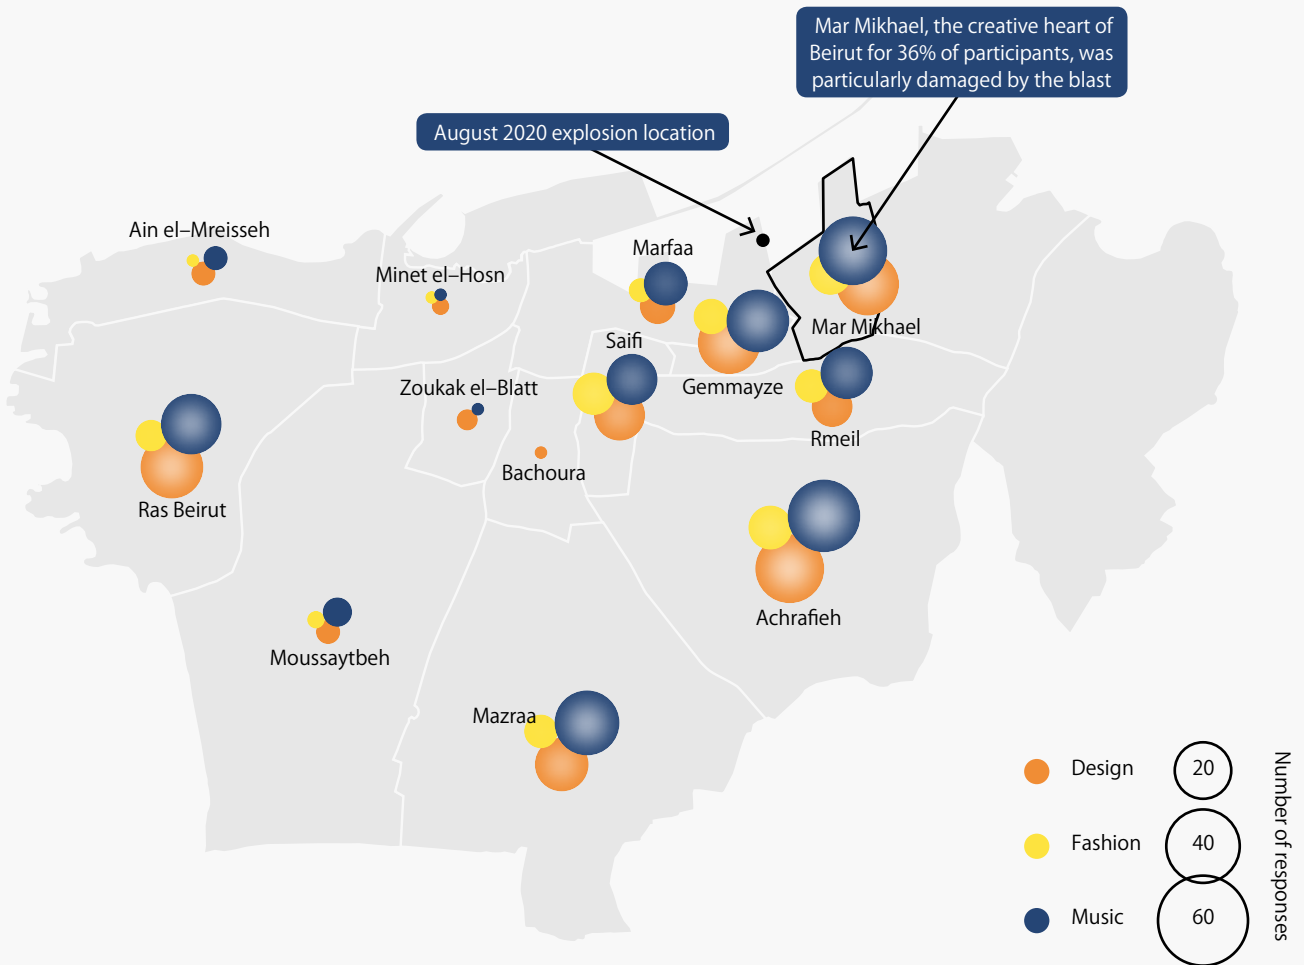 Mar Mikhael, the creative heart of
Beirut for 36% of participants, was
particularly damaged by the blast
August 2020 explosion location
Ain el–Mreisseh
Marfaa
Minet el–Hosn
Mar Mikhael
Saifi
Gemmayze
Zoukak el–Blatt
Rmeil
Bachoura
Ras Beirut
Achrafieh
Moussaytbeh
Mazraa
Design
20
Fashion
40
Music
60
Number of responses